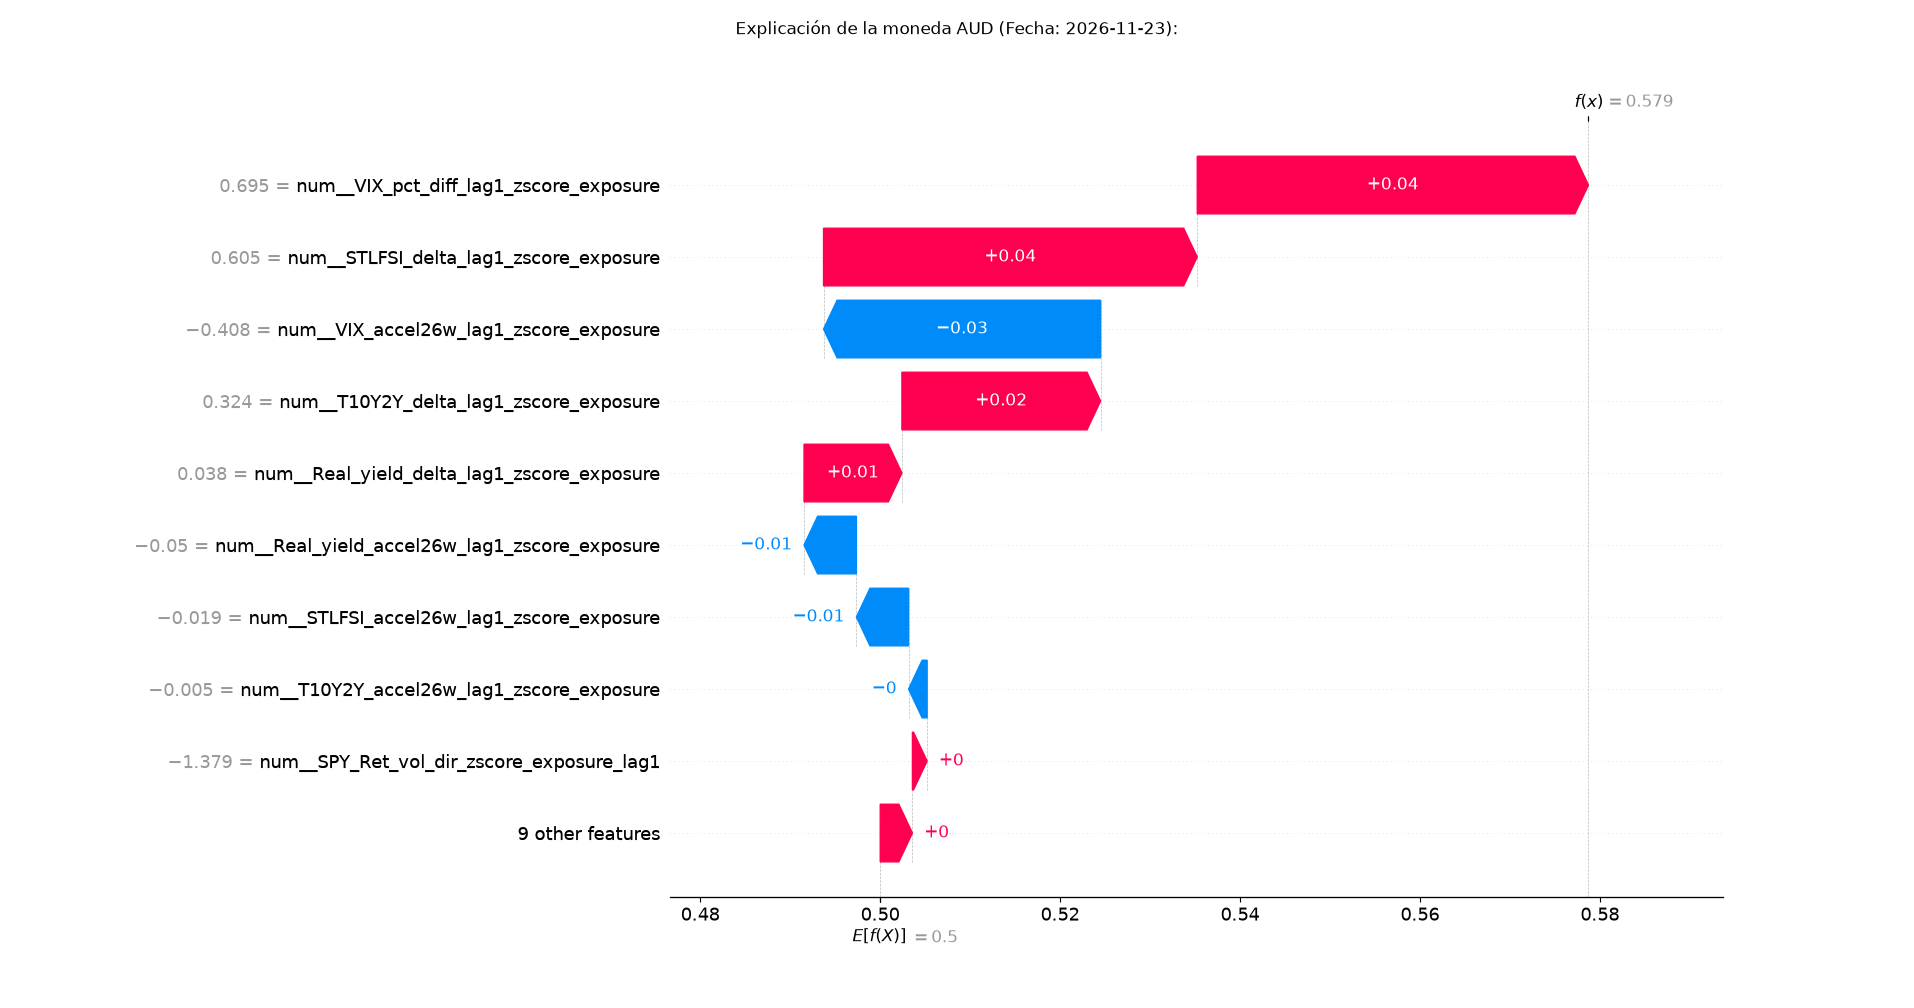 Explicación de la moneda AUD (Fecha: 2026-11-23):
f(x) = 0.579
0.695 = num__VIX_pct_diff_lag1_zscore_exposure +0.04
0.605 = num__STLFSI_delta_lag1_zscore_exposure +0.04
−0.408 = num__VIX_accel26w_lag1_zscore_exposure −0.03
0.324 = num__T10Y2Y_delta_lag1_zscore_exposure +0.02
0.038 = num__Real_yield_delta_lag1_zscore_exposure +0.01
−0.05 = num__Real_yield_accel26w_lag1_zscore_exposure −0.01
−0.019 = num__STLFSI_accel26w_lag1_zscore_exposure −0.01
−0.005 = num__T10Y2Y_accel26w_lag1_zscore_exposure −0
−1.379 = num__SPY_Ret_vol_dir_zscore_exposure_lag1 +0
9 other features +0
0.48 0.50 0.52 0.54 0.56 0.58
E[f(X)] = 0.5